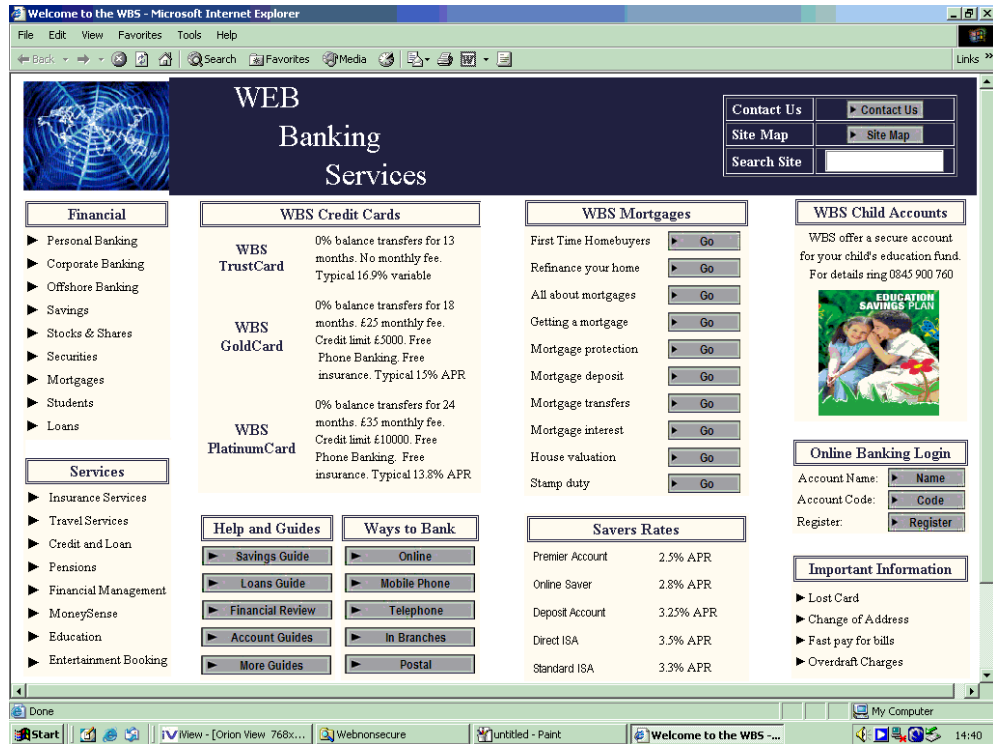 Welcome to the WBS - Microsoft Internet Explorer
File Edit View Favorites Tools Help
Back Search Favorites Media Links »
WEB
Banking
Services
Contact Us Contact Us
Site Map Site Map
Search Site
Financial
Personal Banking
Corporate Banking
Offshore Banking
Savings
Stocks & Shares
Securities
Mortgages
Students
Loans
Services
Insurance Services
Travel Services
Credit and Loan
Pensions
Financial Management
MoneySense
Education
Entertainment Booking
WBS Credit Cards
WBS
TrustCard
0% balance transfers for 13
months. No monthly fee.
Typical 16.9% variable
WBS
GoldCard
0% balance transfers for 18
months. £25 monthly fee.
Credit limit £5000. Free
Phone Banking. Free
insurance. Typical 15% APR
WBS
PlatinumCard
0% balance transfers for 24
months. £35 monthly fee.
Credit limit £10000. Free
Phone Banking. Free
insurance. Typical 13.8% APR
Help and Guides
Savings Guide
Loans Guide
Financial Review
Account Guides
More Guides
Ways to Bank
Online
Mobile Phone
Telephone
In Branches
Postal
WBS Mortgages
First Time Homebuyers Go
Refinance your home Go
All about mortgages Go
Getting a mortgage Go
Mortgage protection Go
Mortgage deposit Go
Mortgage transfers Go
Mortgage interest Go
House valuation Go
Stamp duty Go
Savers Rates
Premier Account 2.5% APR
Online Saver 2.8% APR
Deposit Account 3.25% APR
Direct ISA 3.5% APR
Standard ISA 3.3% APR
WBS Child Accounts
WBS offer a secure account
for your child's education fund.
For details ring 0845 900 760
EDUCATION
SAVINGS PLAN
Online Banking Login
Account Name: Name
Account Code: Code
Register: Register
Important Information
Lost Card
Change of Address
Fast pay for bills
Overdraft Charges
Done My Computer
Start iView - [Orion View 768x... Webnonsecure untitled - Paint Welcome to the WBS -... 14:40